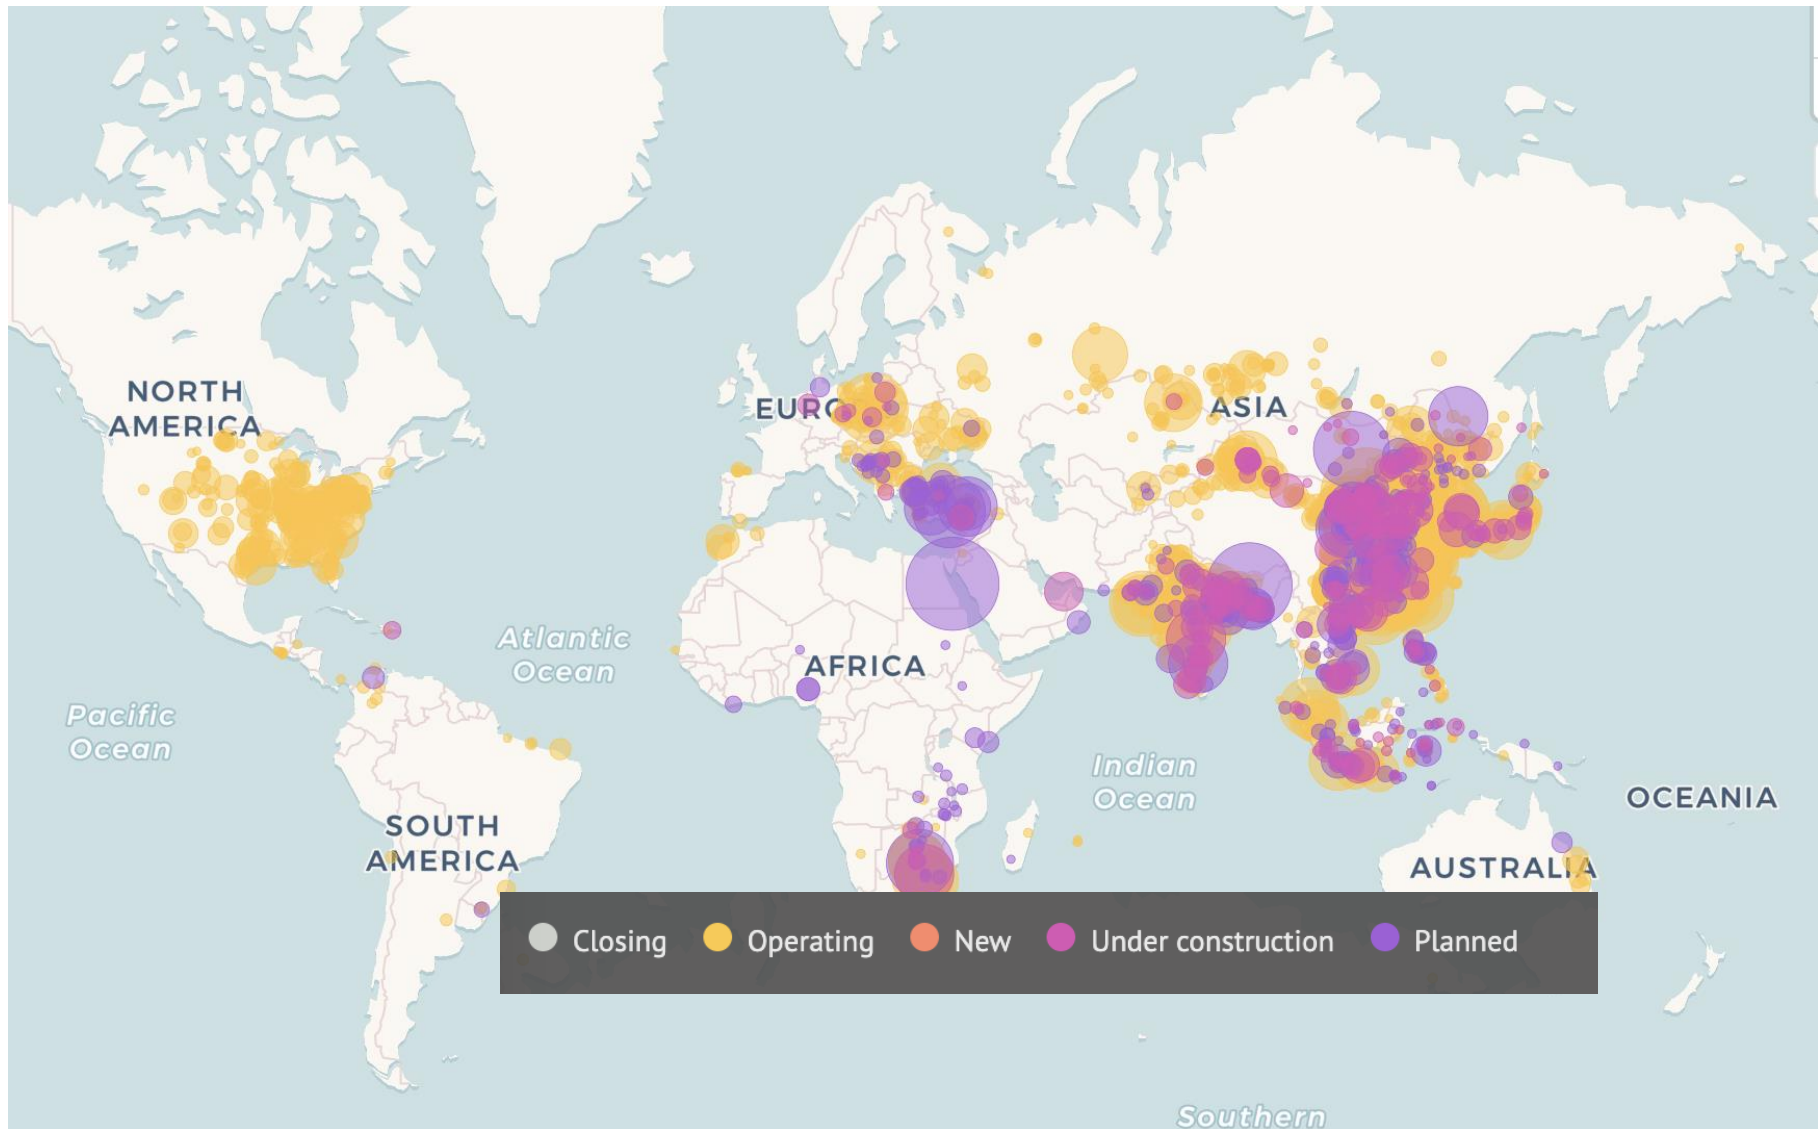 NORTH
AMERICA
EURO
ASIA
Atlantic
Ocean
AFRICA
Pacific
Ocean
Indian
Ocean
OCEANIA
SOUTH
AMERICA
AUSTRALIA
Closing
Operating
New
Under construction
Planned
Southern